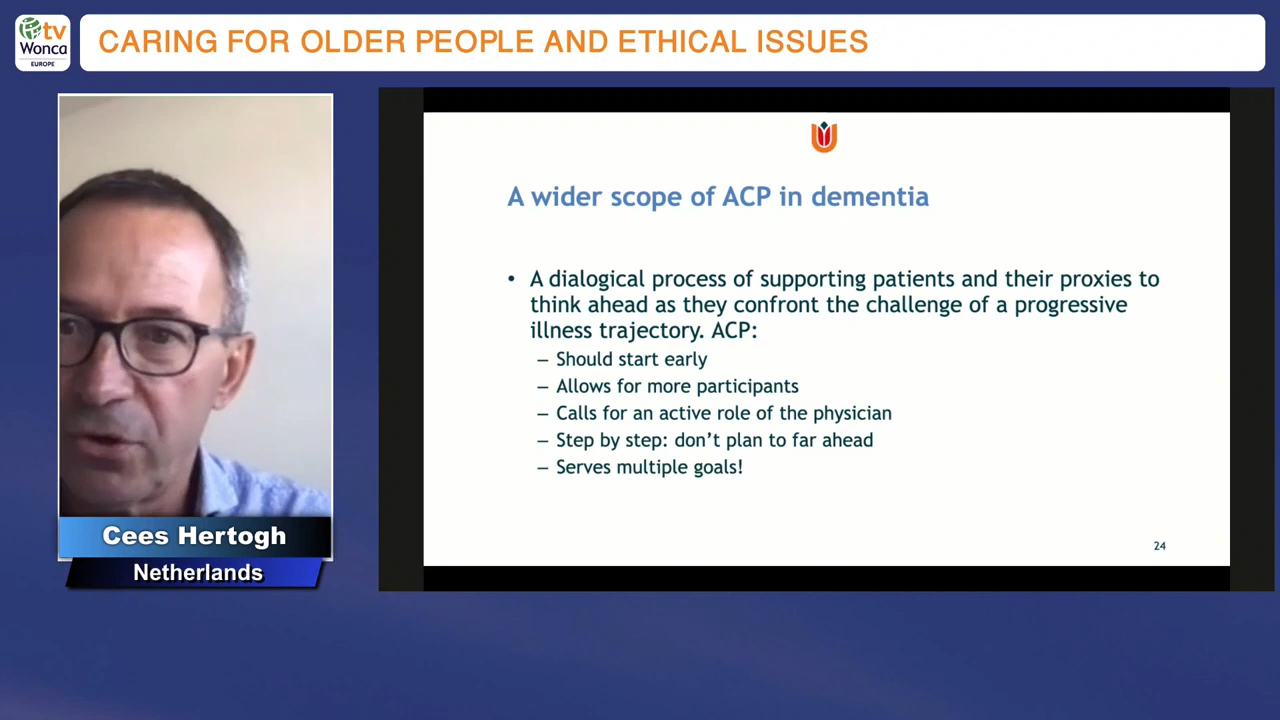 tv
Wonca
EUROPE
CARING FOR OLDER PEOPLE AND ETHICAL ISSUES
A wider scope of ACP in dementia
• A dialogical process of supporting patients and their proxies to
think ahead as they confront the challenge of a progressive
illness trajectory. ACP:
– Should start early
– Allows for more participants
– Calls for an active role of the physician
– Step by step: don’t plan to far ahead
– Serves multiple goals!
24
Cees Hertogh
Netherlands